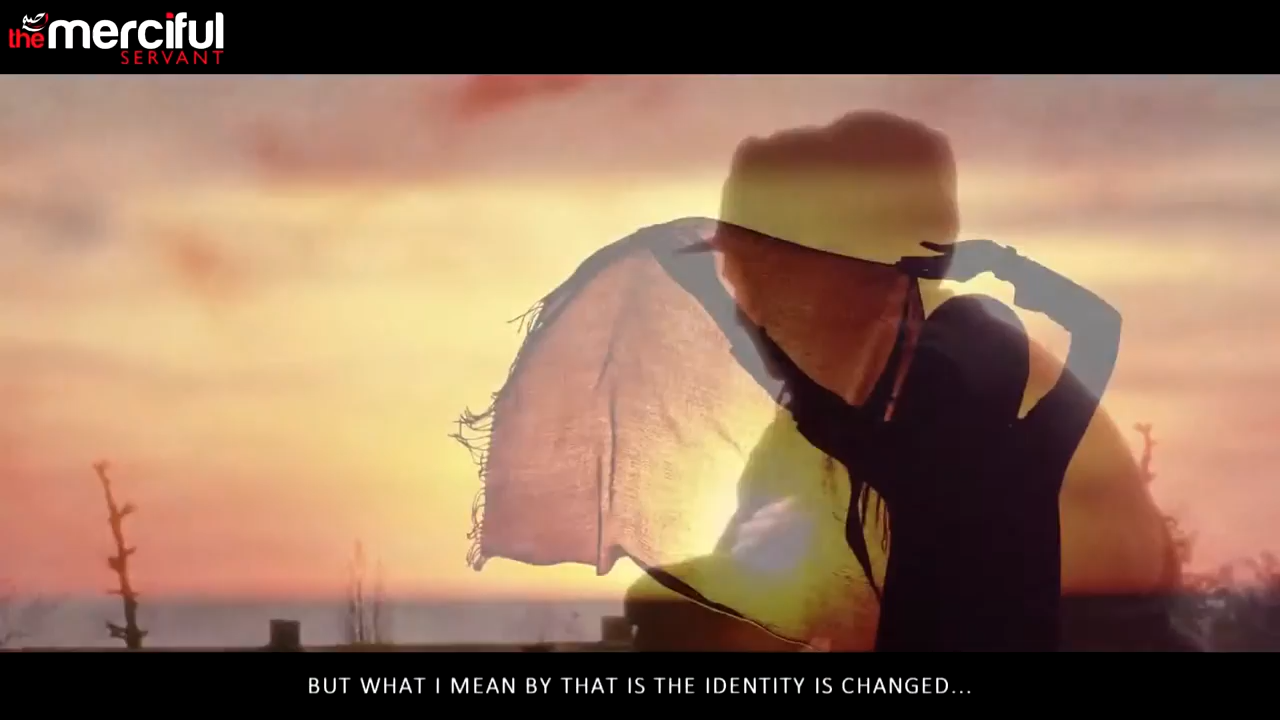 the merciful
SERVANT
BUT WHAT I MEAN BY THAT IS THE IDENTITY IS CHANGED...